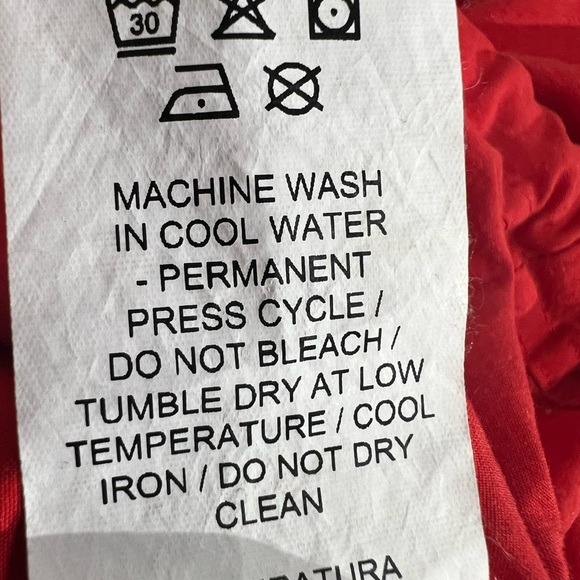 30
MACHINE WASH
IN COOL WATER
- PERMANENT
PRESS CYCLE /
DO NOT BLEACH /
TUMBLE DRY AT LOW
TEMPERATURE / COOL
IRON / DO NOT DRY
CLEAN